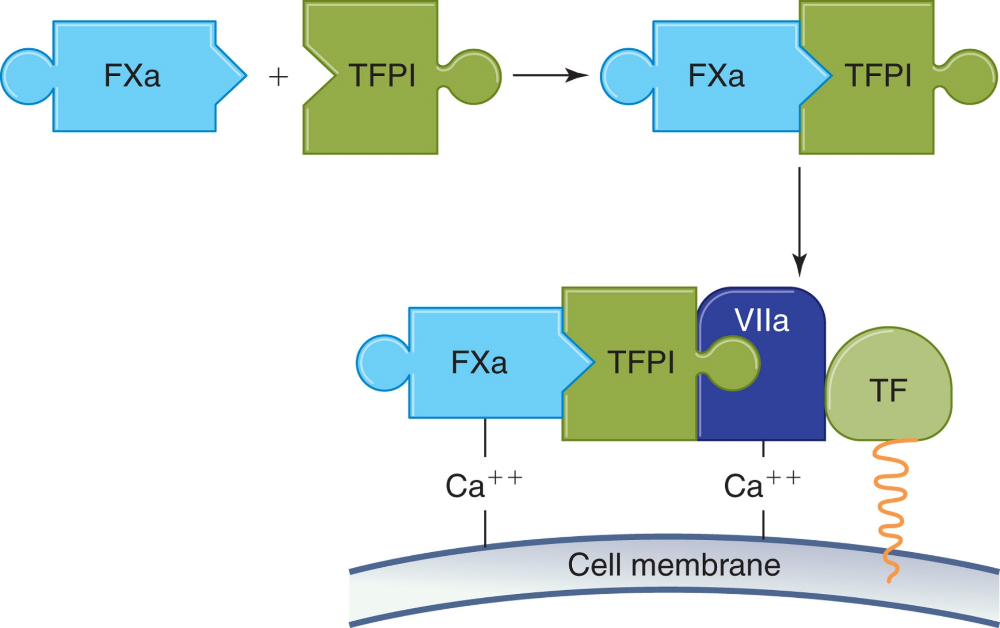 FXa + TFPI FXa TFPI
VIIa
FXa TFPI
TF
Ca++ Ca++
Cell membrane